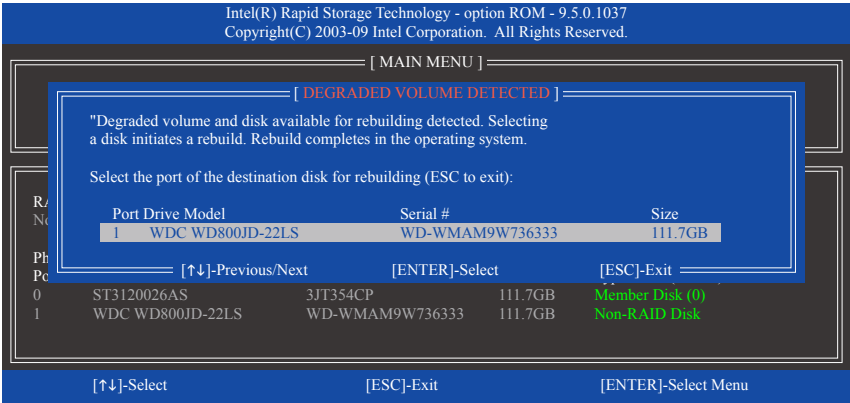 Intel(R) Rapid Storage Technology - option ROM - 9.5.0.1037
Copyright(C) 2003-09 Intel Corporation. All Rights Reserved.
[ MAIN MENU ]
[ DEGRADED VOLUME DETECTED ]
"Degraded volume and disk available for rebuilding detected. Selecting
a disk initiates a rebuild. Rebuild completes in the operating system.
Select the port of the destination disk for rebuilding (ESC to exit):
Port Drive Model Serial # Size
1 WDC WD800JD-22LS WD-WMAM9W736333 111.7GB
[↑↓]-Previous/Next [ENTER]-Select [ESC]-Exit
0 ST3120026AS 3JT354CP 111.7GB Member Disk (0)
1 WDC WD800JD-22LS WD-WMAM9W736333 111.7GB Non-RAID Disk
[↑↓]-Select [ESC]-Exit [ENTER]-Select Menu